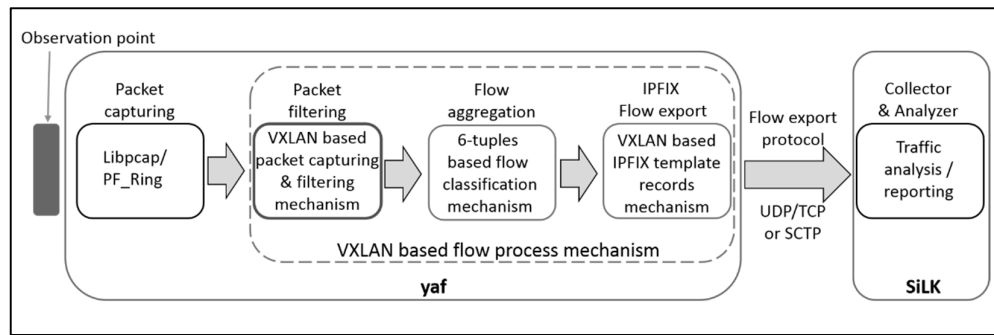 Observation point
Packet
capturing
Libpcap/
PF_Ring
Packet
filtering
VXLAN based
packet capturing
& filtering
mechanism
Flow
aggregation
6-tuples
based flow
classification
mechanism
IPFIX
Flow export
VXLAN based
IPFIX template
records
mechanism
VXLAN based flow process mechanism
yaf
Flow export
protocol
UDP/TCP
or SCTP
Collector
& Analyzer
Traffic
analysis /
reporting
SiLK